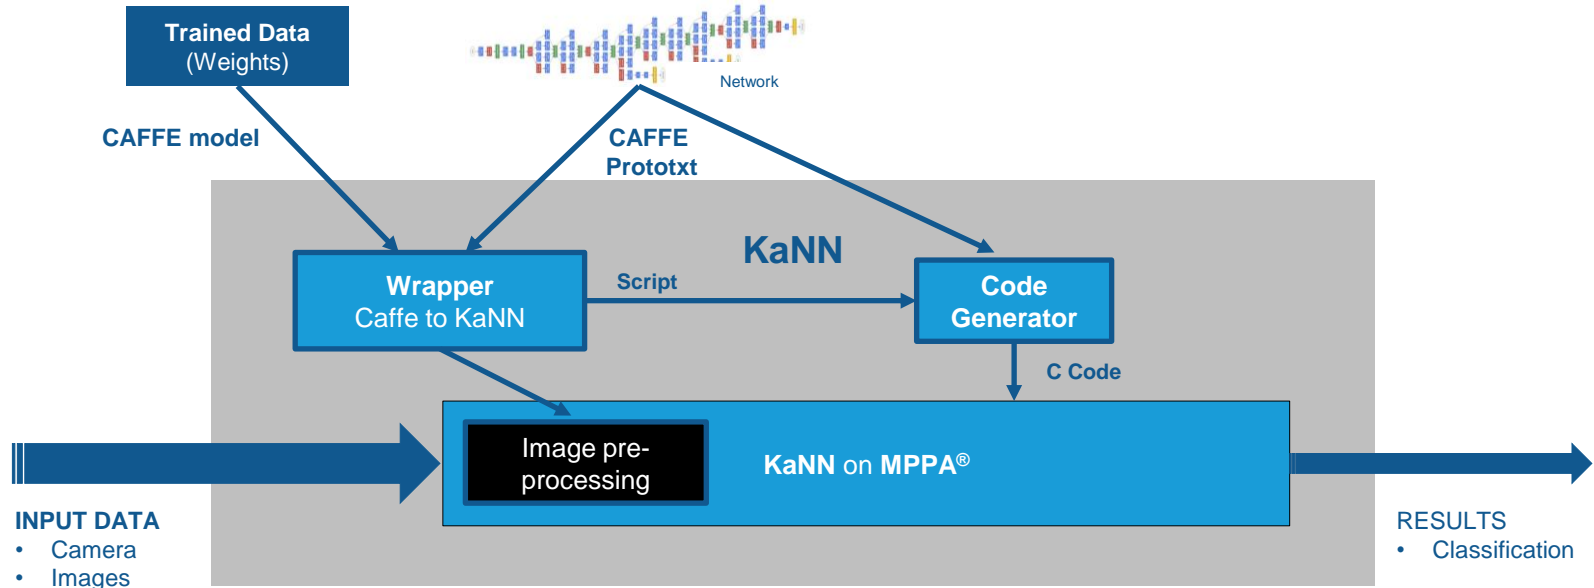 Trained Data
(Weights)
Network
CAFFE model
CAFFE
Prototxt
KaNN
Wrapper
Caffe to KaNN
Script
Code
Generator
C Code
Image pre-
processing
KaNN on MPPA®
INPUT DATA
• Camera
• Images
RESULTS
• Classification